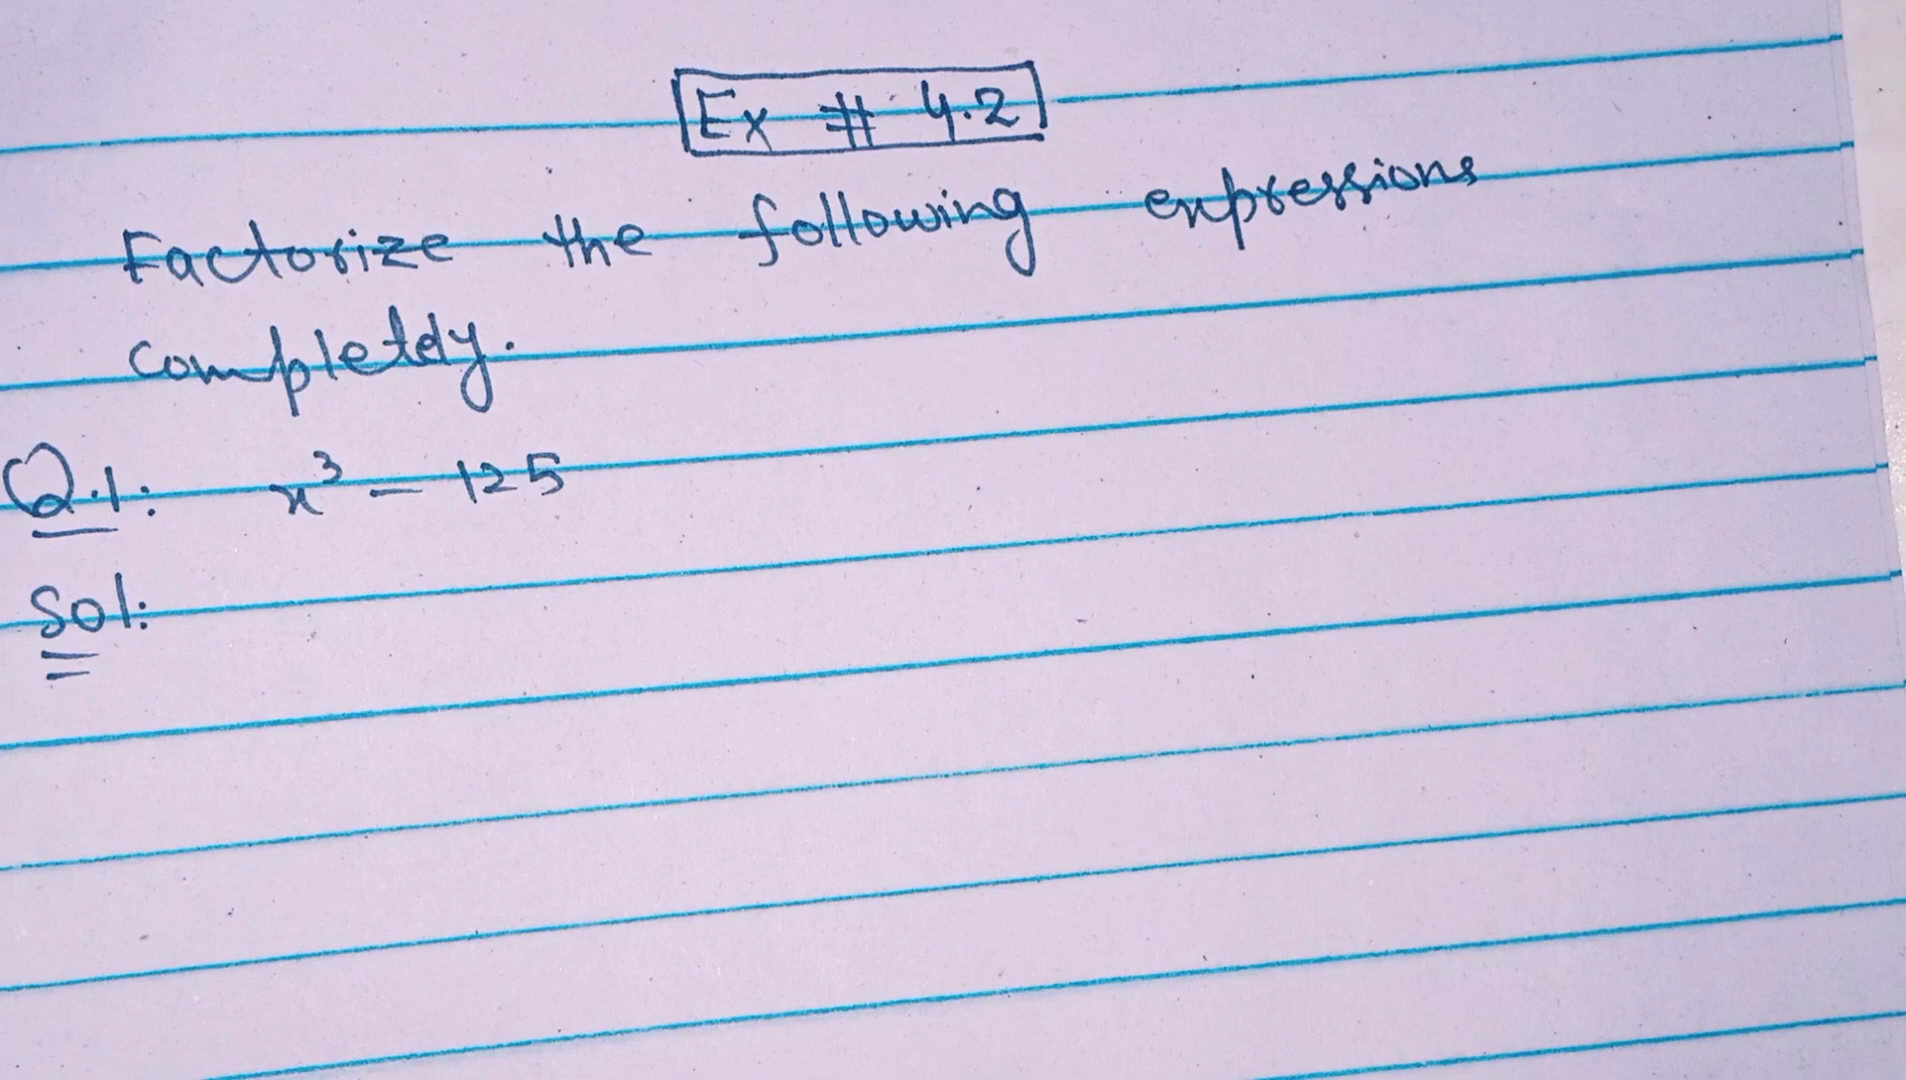 Ex # 4.2
Factorize the following expressions
completely.
Q.1: x³ - 125
Sol: